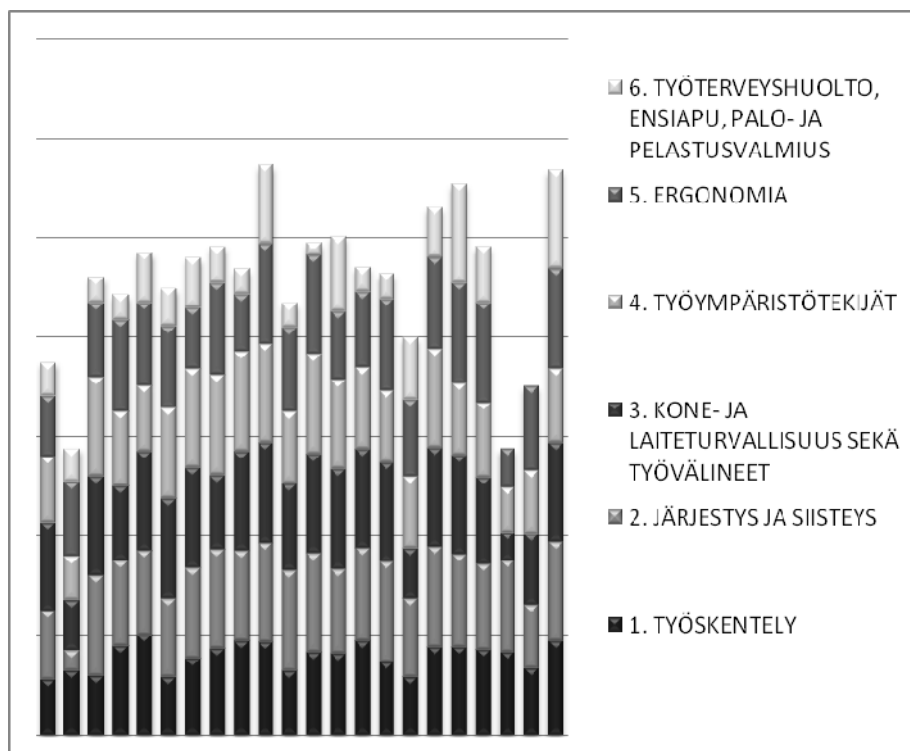 6. TYÖTERVEYSHUOLTO,
ENSIAPU, PALO- JA
PELASTUSVALMIUS
5. ERGONOMIA
4. TYÖYMPÄRISTÖTEKIJÄT
3. KONE- JA
LAITETURVALLISUUS SEKÄ
TYÖVÄLINEET
2. JÄRJESTYS JA SIISTEYS
1. TYÖSKENTELY